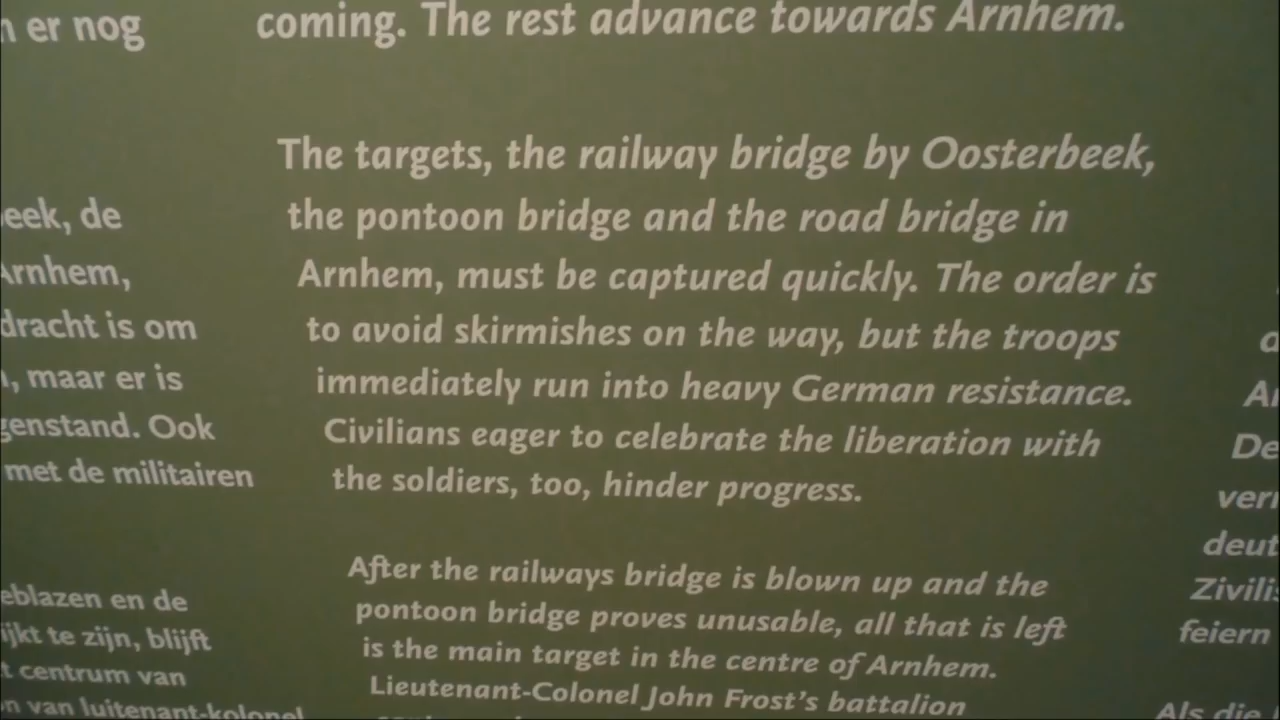 er nog
eek, de
Arnhem,
dracht is om
maar er is
genstand. Ook
met de militairen
eblazen en de
ijkt te zijn, blijft
t centrum van
van luitenant-kolonel
coming. The rest advance towards Arnhem.
The targets, the railway bridge by Oosterbeek,
the pontoon bridge and the road bridge in
Arnhem, must be captured quickly. The order is
to avoid skirmishes on the way, but the troops
immediately run into heavy German resistance.
Civilians eager to celebrate the liberation with
the soldiers, too, hinder progress.
After the railways bridge is blown up and the
pontoon bridge proves unusable, all that is left
is the main target in the centre of Arnhem.
Lieutenant-Colonel John Frost's battalion
d
Ar
De
verr
deut
Zivilis
feiern
Als die